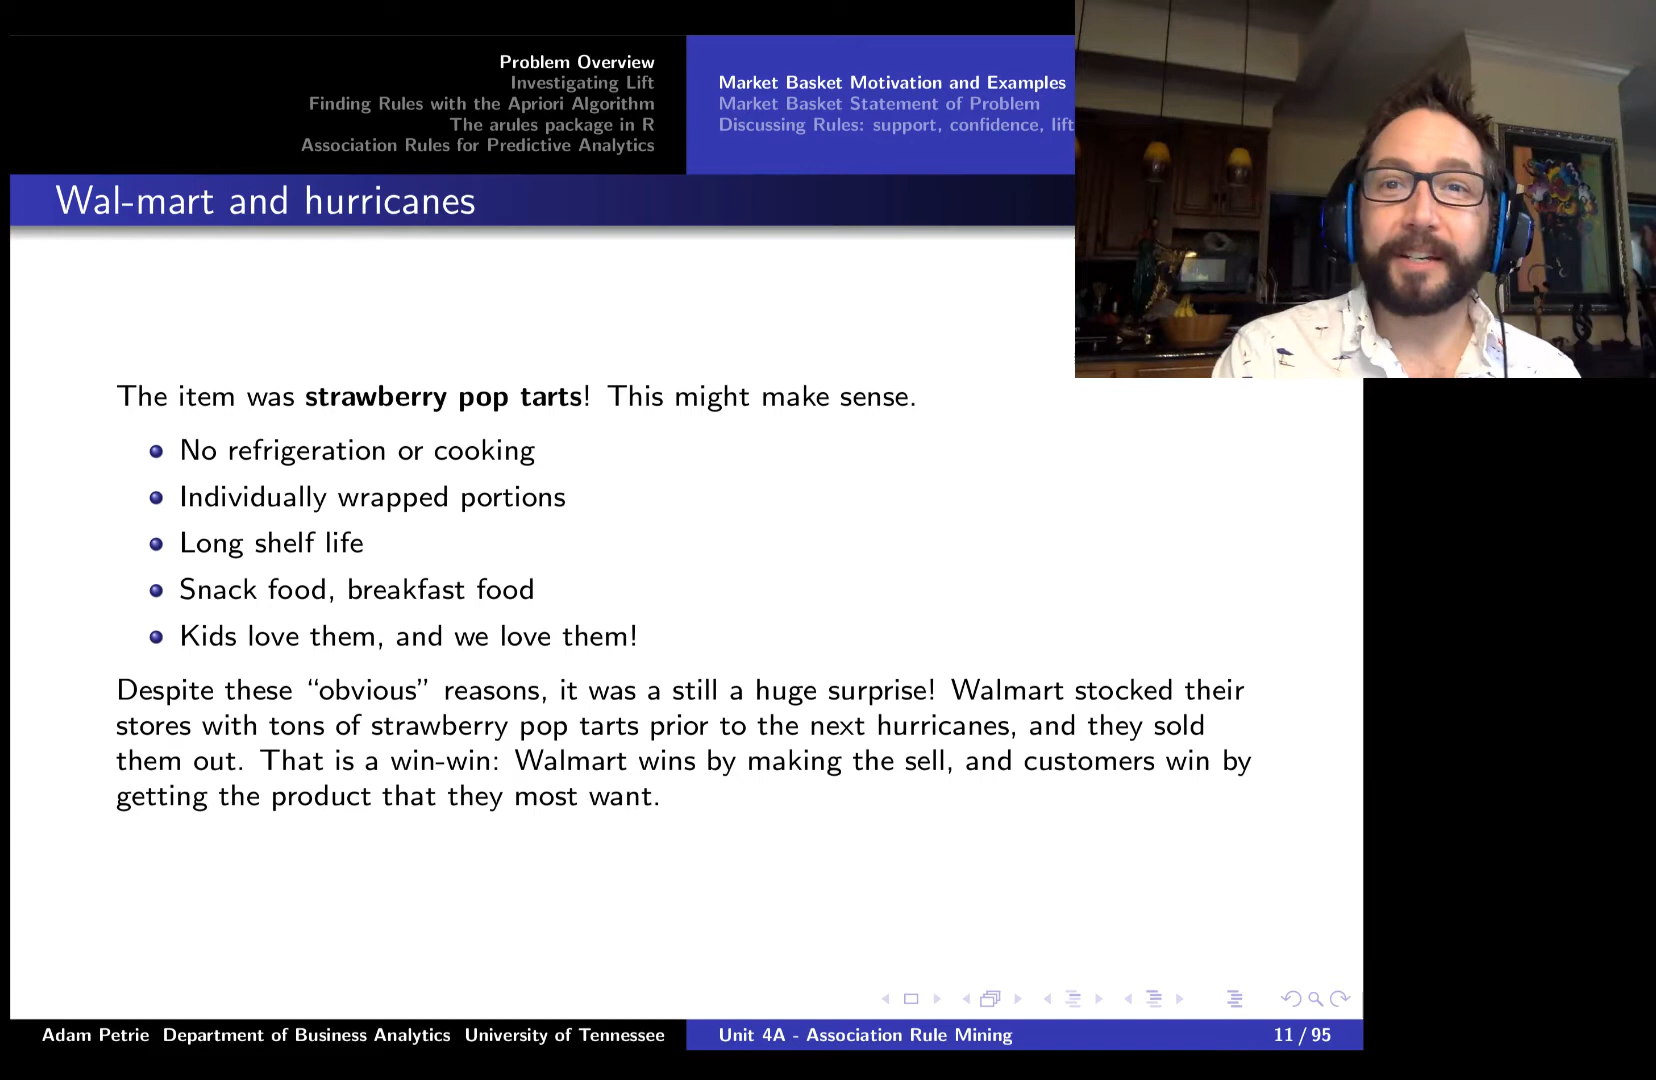 Problem Overview
Investigating Lift
Finding Rules with the Apriori Algorithm
The arules package in R
Association Rules for Predictive Analytics
Market Basket Motivation and Examples
Market Basket Statement of Problem
Discussing Rules: support, confidence, lift
Wal-mart and hurricanes
The item was strawberry pop tarts! This might make sense.
No refrigeration or cooking
Individually wrapped portions
Long shelf life
Snack food, breakfast food
Kids love them, and we love them!
Despite these “obvious” reasons, it was a still a huge surprise! Walmart stocked their
stores with tons of strawberry pop tarts prior to the next hurricanes, and they sold
them out. That is a win-win: Walmart wins by making the sell, and customers win by
getting the product that they most want.
Adam Petrie Department of Business Analytics University of Tennessee
Unit 4A - Association Rule Mining
11 / 95